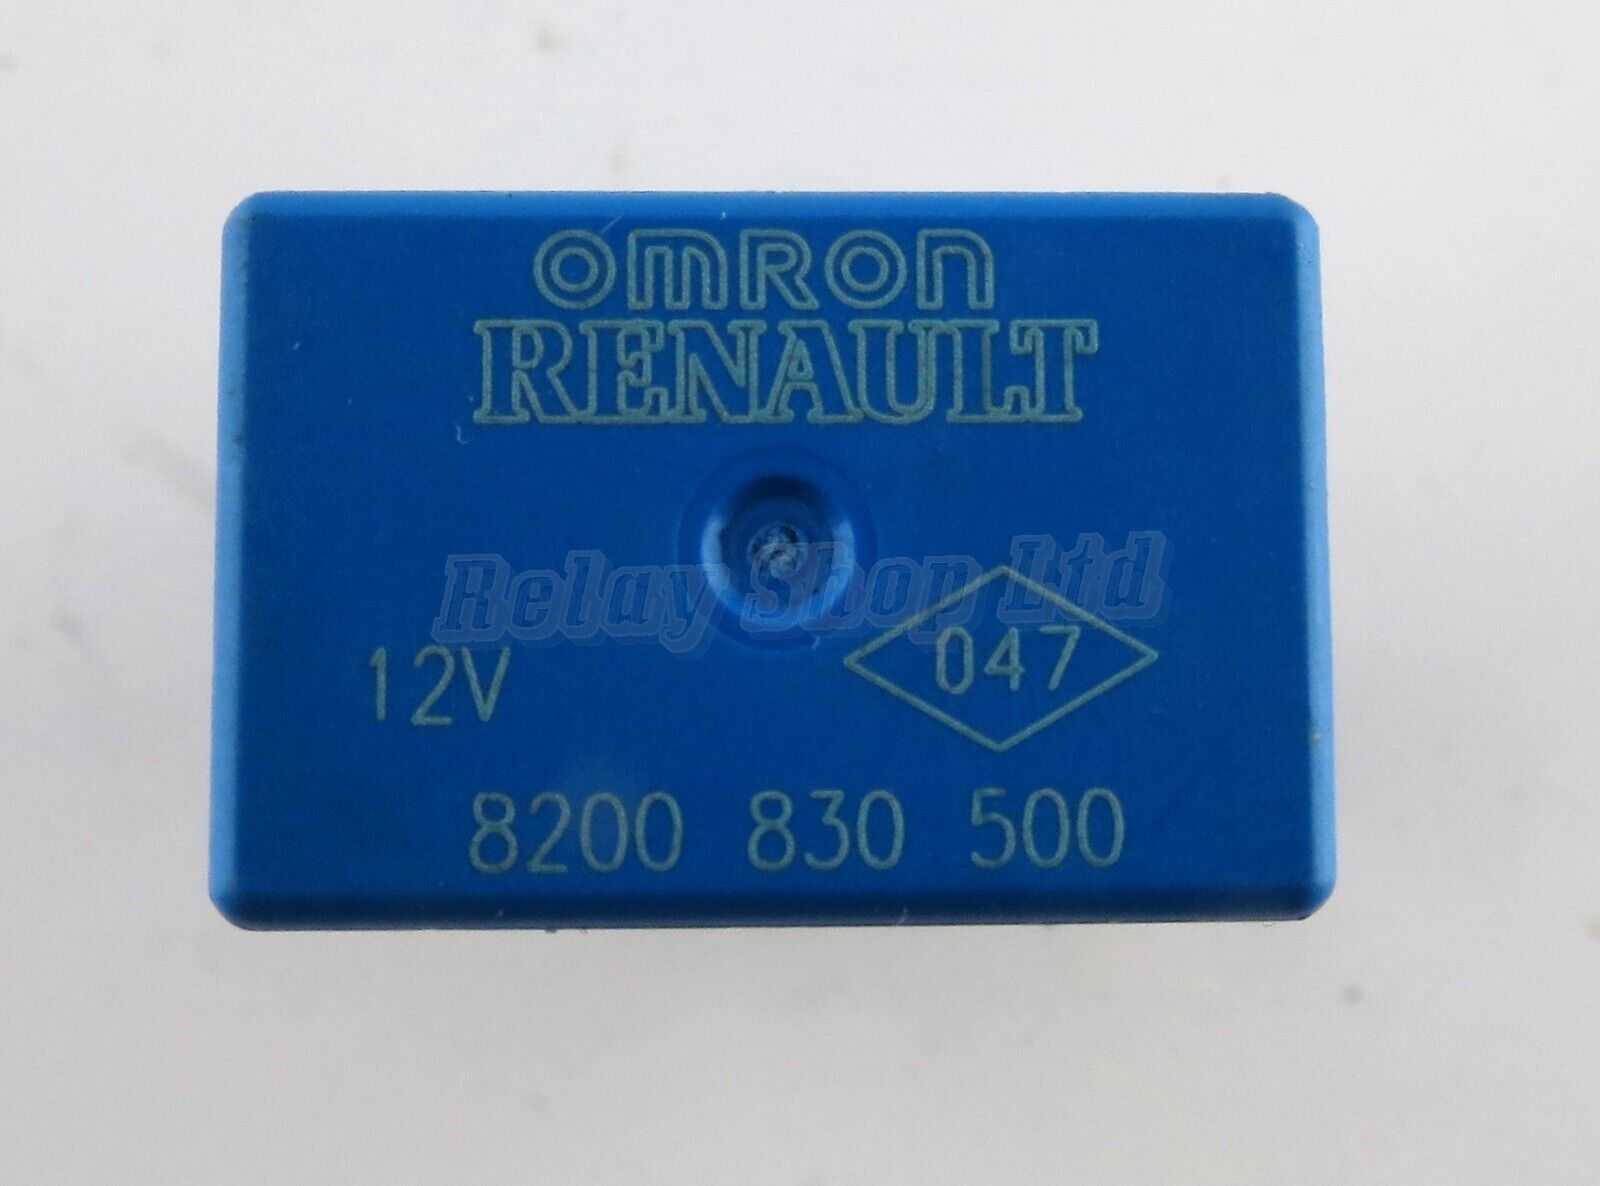 omron
RENAULT
Relay Shop Ltd
12V
047
8200 830 500